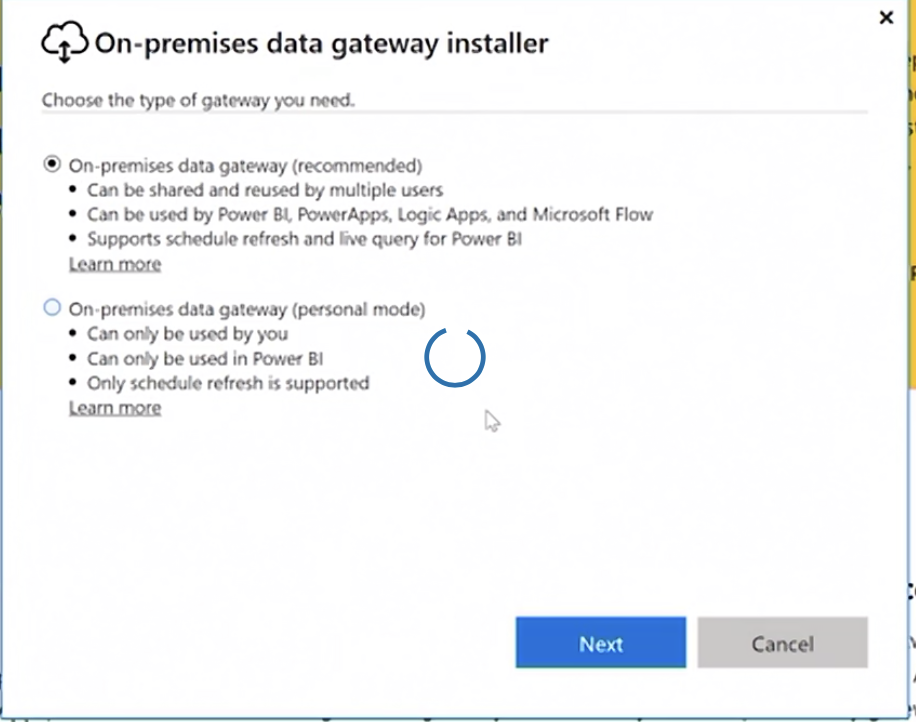 On-premises data gateway installer
Choose the type of gateway you need.
On-premises data gateway (recommended)
• Can be shared and reused by multiple users
• Can be used by Power BI, PowerApps, Logic Apps, and Microsoft Flow
• Supports schedule refresh and live query for Power BI
Learn more
On-premises data gateway (personal mode)
• Can only be used by you
• Can only be used in Power BI
• Only schedule refresh is supported
Learn more
Next
Cancel